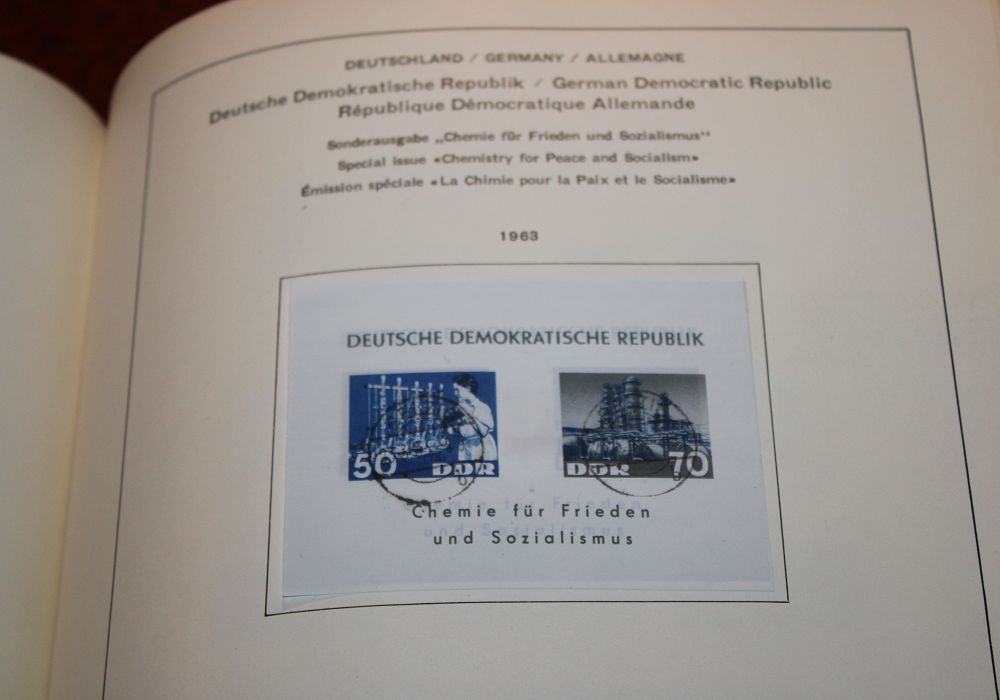 DEUTSCHLAND / GERMANY / ALLEMAGNE
Deutsche Demokratische Republik / German Democratic Republic
République Démocratique Allemande
Sonderausgabe „Chemie für Frieden und Sozialismus"
Special issue «Chemistry for Peace and Socialism»
Émission spéciale «La Chimie pour la Paix et le Socialisme»
1963
DEUTSCHE DEMOKRATISCHE REPUBLIK
50 DDR
DDR 70
Chemie für Frieden
und Sozialismus